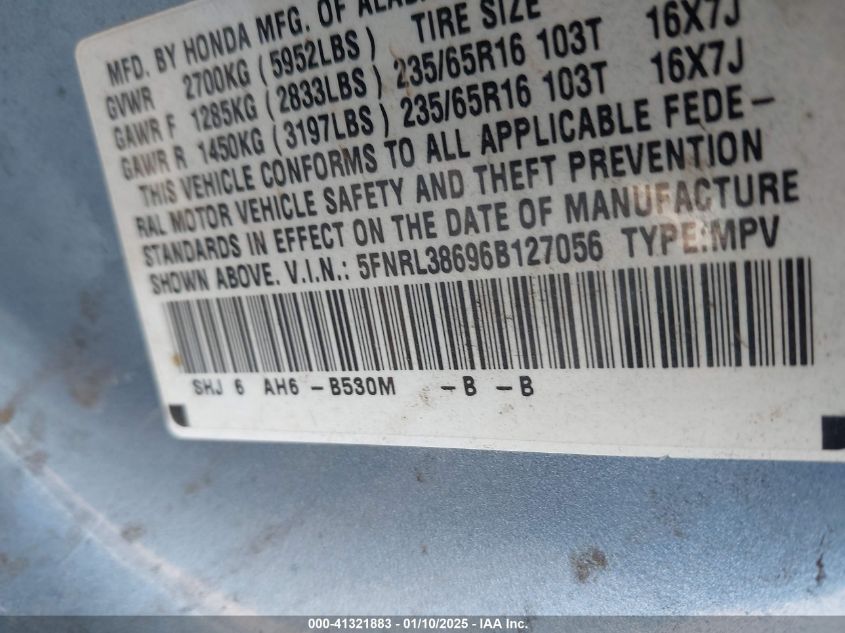 MFD. BY HONDA MFG. OF
TIRE SIZE
GVWR 2700KG (5952LBS)
GAWR F 1285KG (2833LBS) 235/65R16 103T 16X7J
GAWR R 1450KG (3197LBS) 235/65R16 103T 16X7J
THIS VEHICLE CONFORMS TO ALL APPLICABLE FEDE-
RAL MOTOR VEHICLE SAFETY AND THEFT PREVENTION
STANDARDS IN EFFECT ON THE DATE OF MANUFACTURE
SHOWN ABOVE. V.I.N.: 5FNRL38696B127056 TYPE:MPV
SHJ 6 AH6 -B530M -B -B
000-41321883 — 01/10/2025 — IAA Inc.